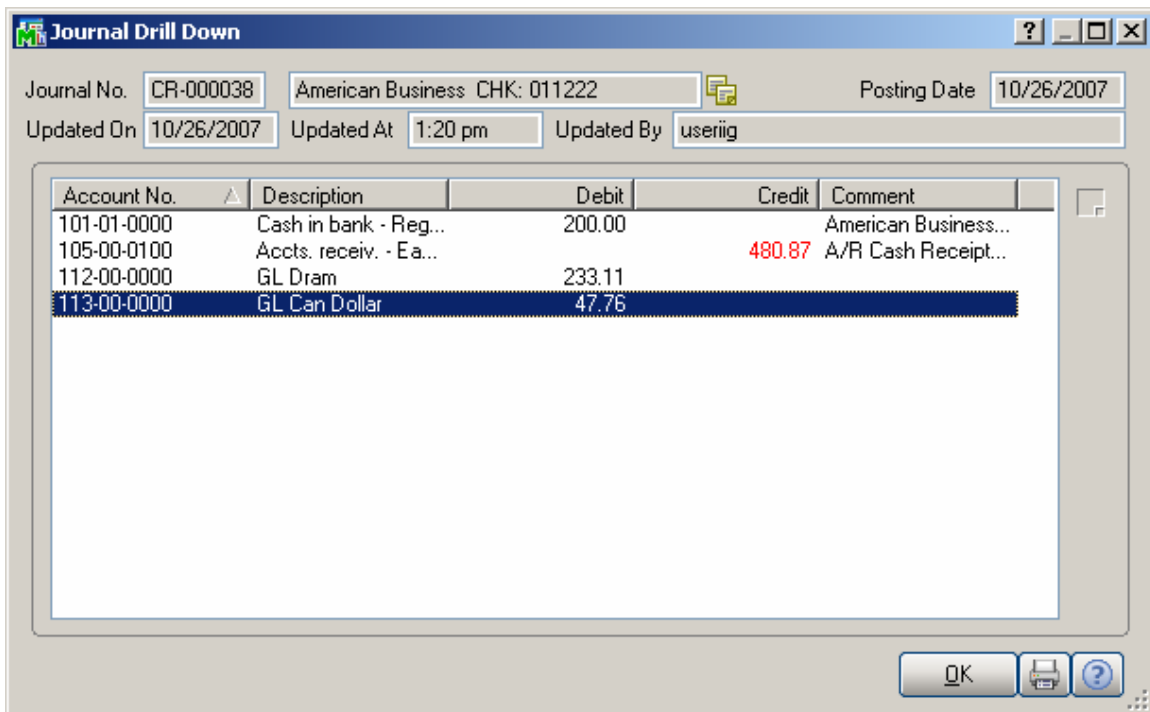 Journal Drill Down
Journal No. CR-000038 American Business CHK: 011222 Posting Date 10/26/2007
Updated On 10/26/2007 Updated At 1:20 pm Updated By useriig
Account No. Description Debit Credit Comment
101-01-0000 Cash in bank - Reg... 200.00 American Business...
105-00-0100 Accts. receiv. - Ea... 480.87 A/R Cash Receipt...
112-00-0000 GL Dram 233.11
113-00-0000 GL Can Dollar 47.76
OK